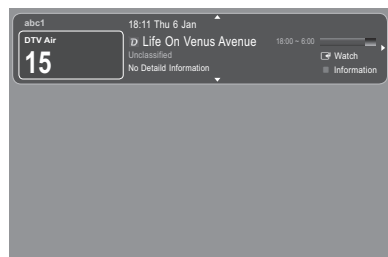 abc1
DTV Air
15
18:11 Thu 6 Jan
D Life On Venus Avenue
18:00 ~ 6:00
Unclassified
Watch
No Detaild Information
Information